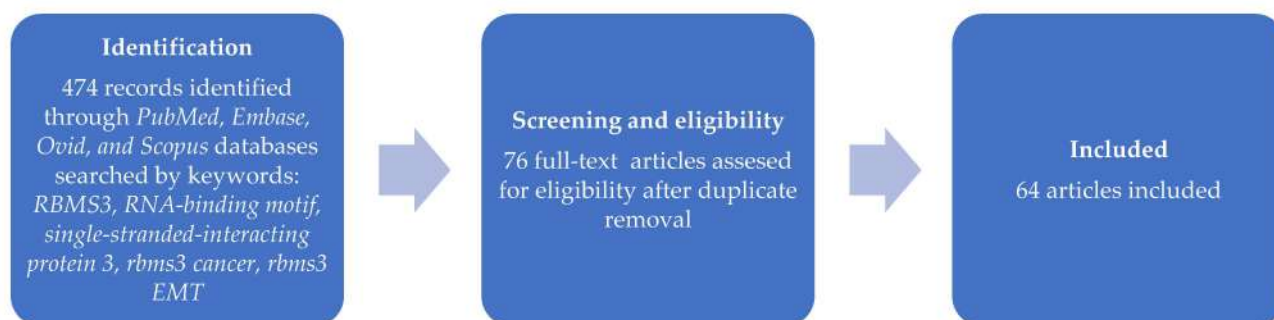 Identification
474 records identified
through PubMed, Embase,
Ovid, and Scopus databases
searched by keywords:
RBMS3, RNA-binding motif,
single-stranded-interacting
protein 3, rbms3 cancer, rbms3
EMT
Screening and eligibility
76 full-text articles assesed
for eligibility after duplicate
removal
Included
64 articles included